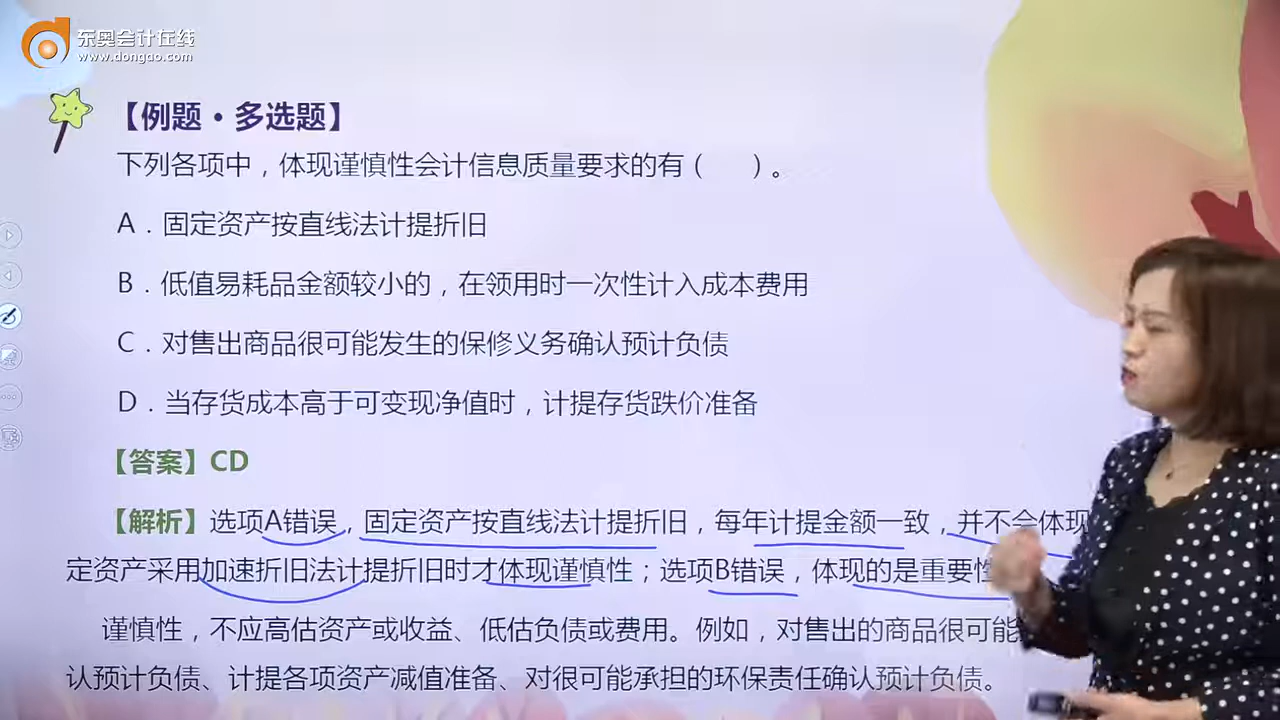 东奥会计在线
www.dongao.com
【例题·多选题】
下列各项中，体现谨慎性会计信息质量要求的有（　　）。
A．固定资产按直线法计提折旧
B．低值易耗品金额较小的，在领用时一次性计入成本费用
C．对售出商品很可能发生的保修义务确认预计负债
D．当存货成本高于可变现净值时，计提存货跌价准备
【答案】CD
【解析】选项A错误，固定资产按直线法计提折旧，每年计提金额一致，并不会体现
定资产采用加速折旧法计提折旧时才体现谨慎性；选项B错误，体现的是重要性
谨慎性，不应高估资产或收益、低估负债或费用。例如，对售出的商品很可能
认预计负债、计提各项资产减值准备、对很可能承担的环保责任确认预计负债。